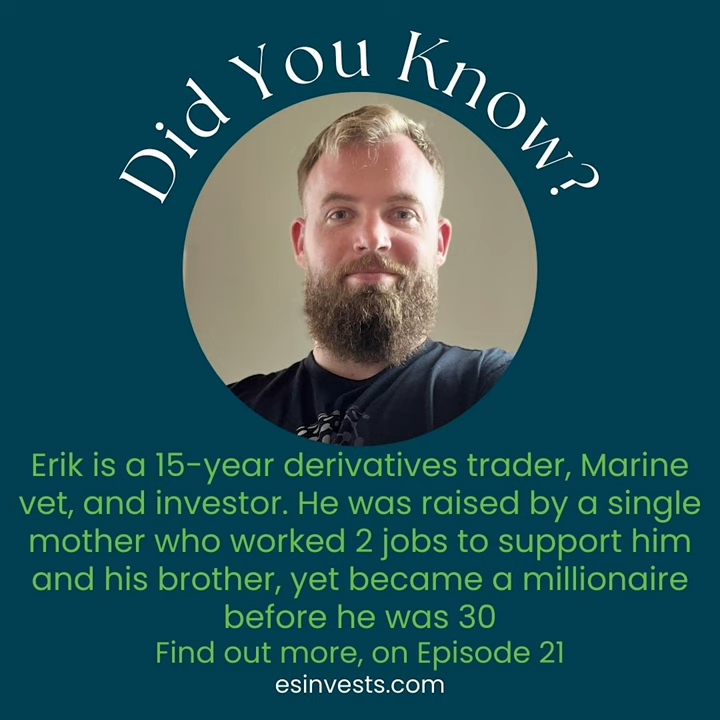 Did You Know?
Erik is a 15-year derivatives trader, Marine
vet, and investor. He was raised by a single
mother who worked 2 jobs to support him
and his brother, yet became a millionaire
before he was 30
Find out more, on Episode 21
esinvests.com